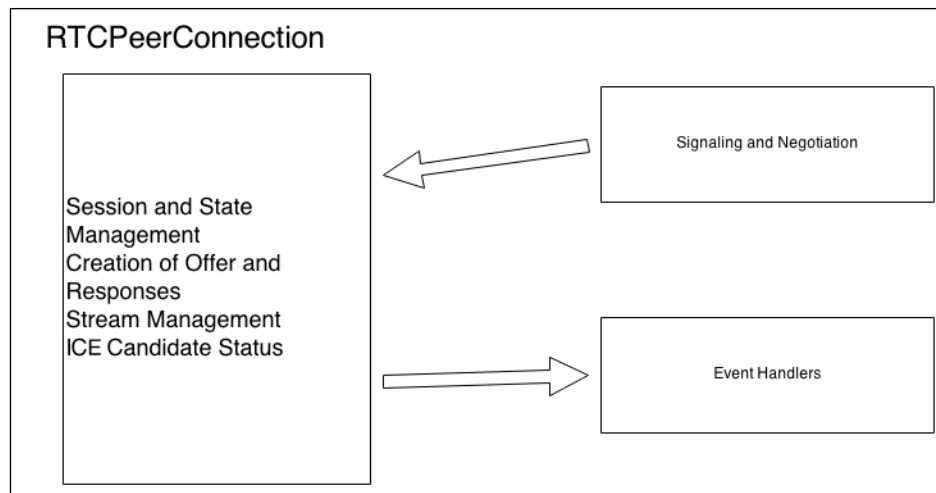 RTCPeerConnection
Session and State
Management
Creation of Offer and
Responses
Stream Management
ICE Candidate Status
Signaling and Negotiation
Event Handlers